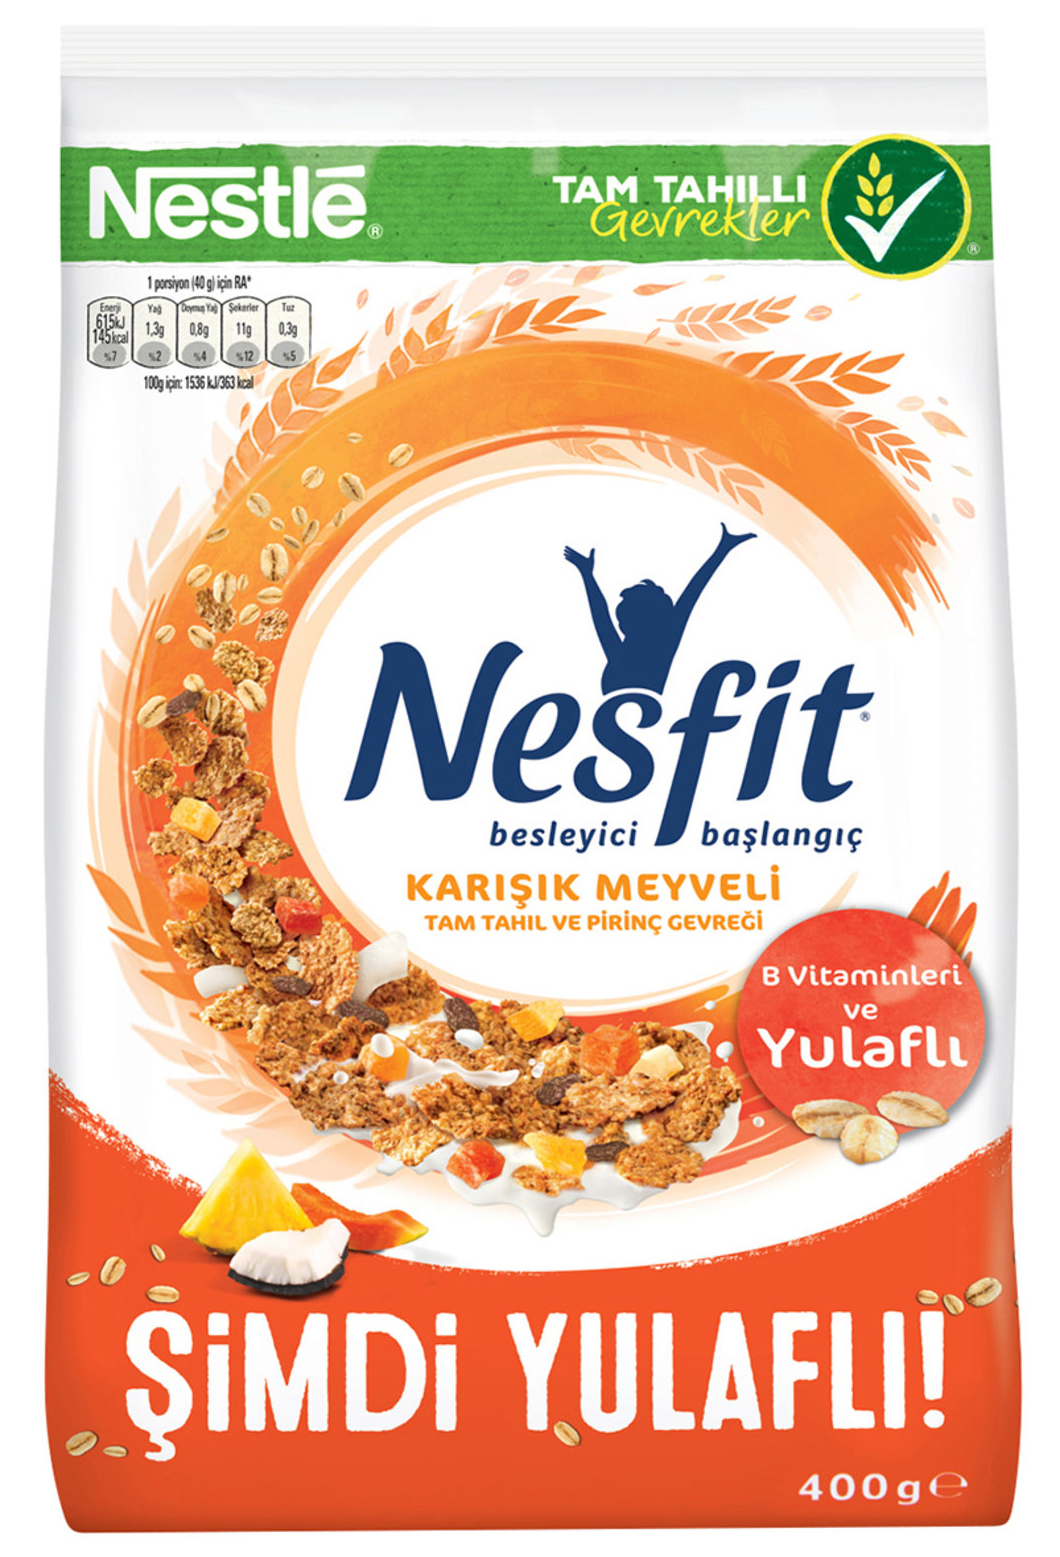 Nestlé®
TAM TAHILLI
Gevrekler
®
1 porsiyon (40 g) için RA*
Enerji Yağ Doymuş Yağ Şekerler Tuz
615kJ
145kcal 1,3g 0,8g 11g 0,3g
%7 %2 %4 %12 %5
100g için: 1536 kJ/363 kcal
Nesfit®
besleyici başlangıç
KARIŞIK MEYVELİ
TAM TAHIL VE PİRİNÇ GEVREĞİ
B Vitaminleri
ve
Yulaflı
ŞİMDİ YULAFLI!
400g℮